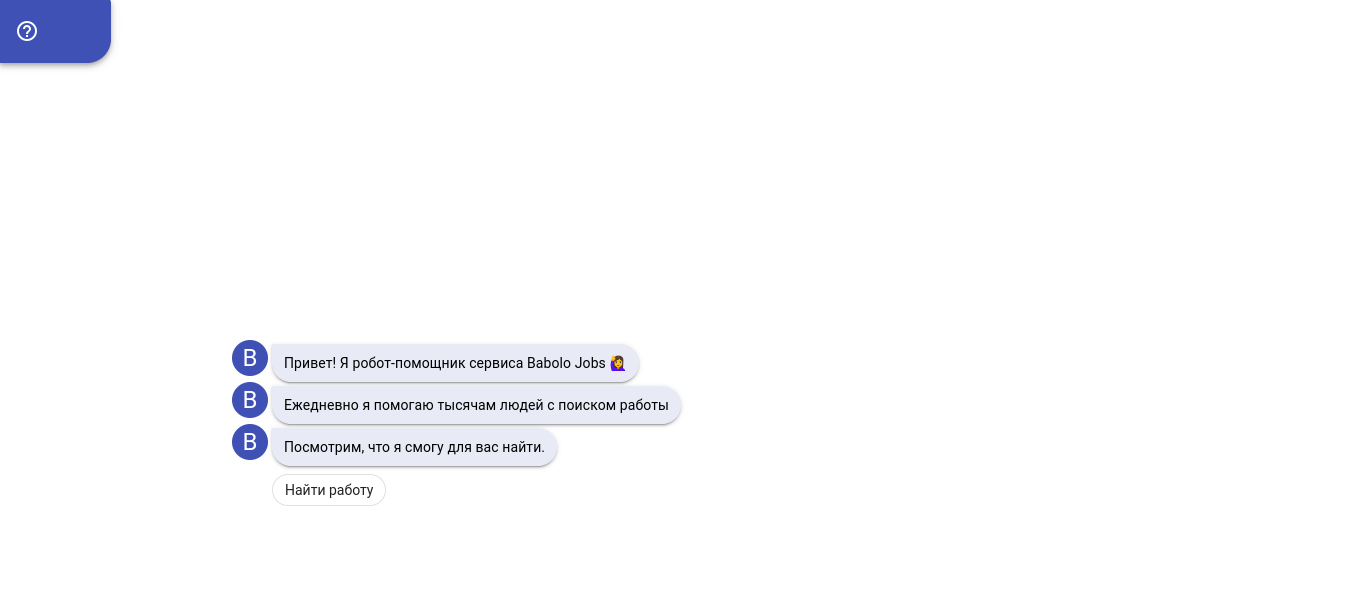 B Привет! Я робот-помощник сервиса Babolo Jobs 🙋‍♀️
B Ежедневно я помогаю тысячам людей с поиском работы
B Посмотрим, что я смогу для вас найти.
Найти работу